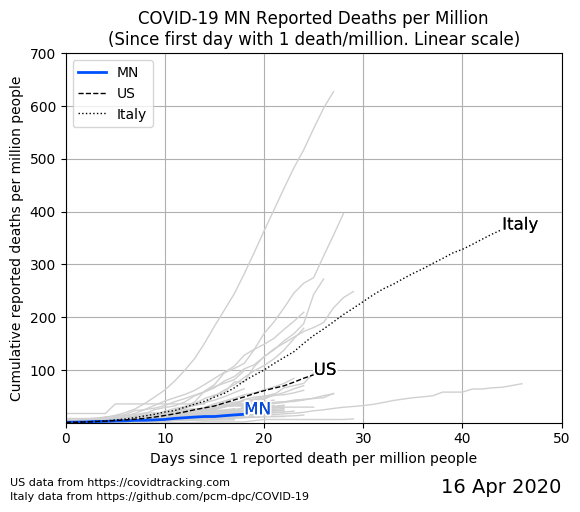 COVID-19 MN Reported Deaths per Million
(Since first day with 1 death/million. Linear scale)
700
600
500
400
300
200
100
Cumulative reported deaths per million people
MN
US
Italy
Italy
US
MN
0
10
20
30
40
50
Days since 1 reported death per million people
US data from https://covidtracking.com
Italy data from https://github.com/pcm-dpc/COVID-19
16 Apr 2020